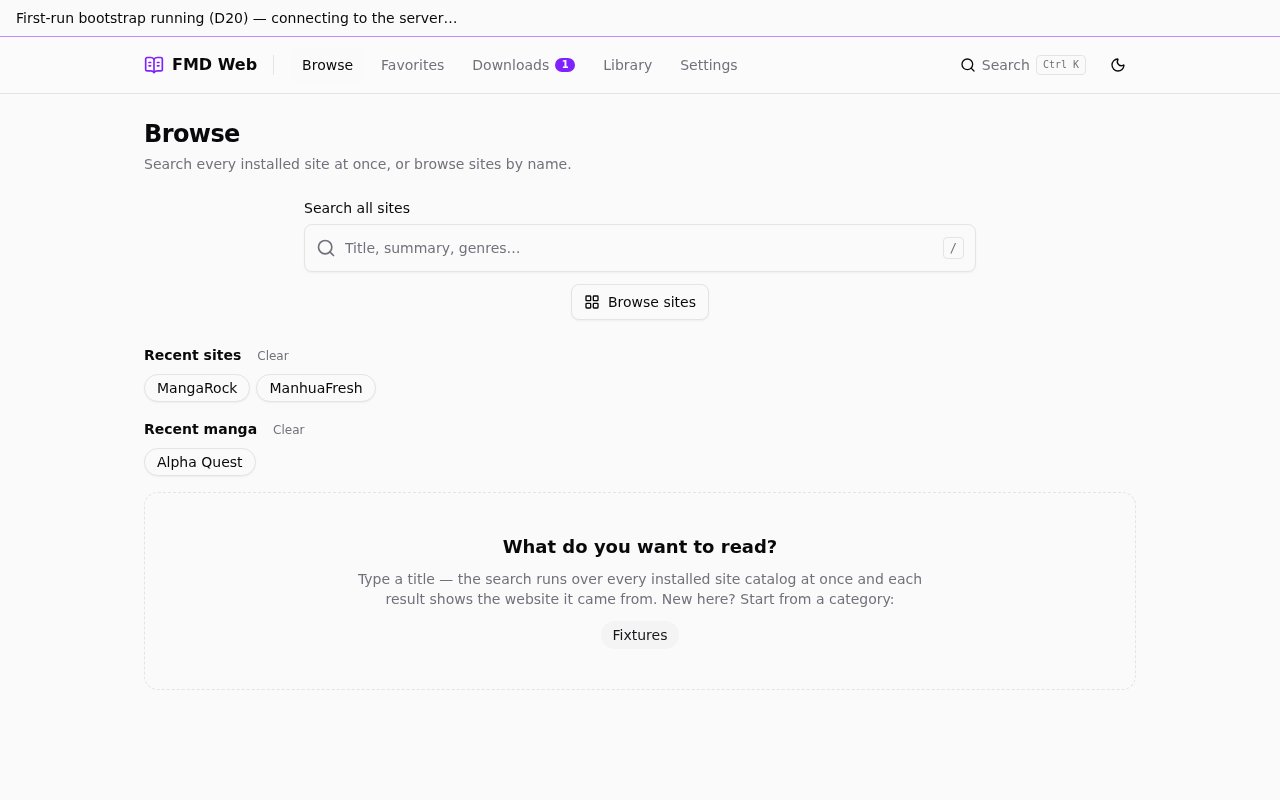 First-run bootstrap running (D20) — connecting to the server…
FMD Web
Browse
Favorites
Downloads 1
Library
Settings
Search Ctrl K
Browse
Search every installed site at once, or browse sites by name.
Search all sites
Title, summary, genres… /
Browse sites
Recent sites Clear
MangaRock ManhuaFresh
Recent manga Clear
Alpha Quest
What do you want to read?
Type a title — the search runs over every installed site catalog at once and each
result shows the website it came from. New here? Start from a category:
Fixtures